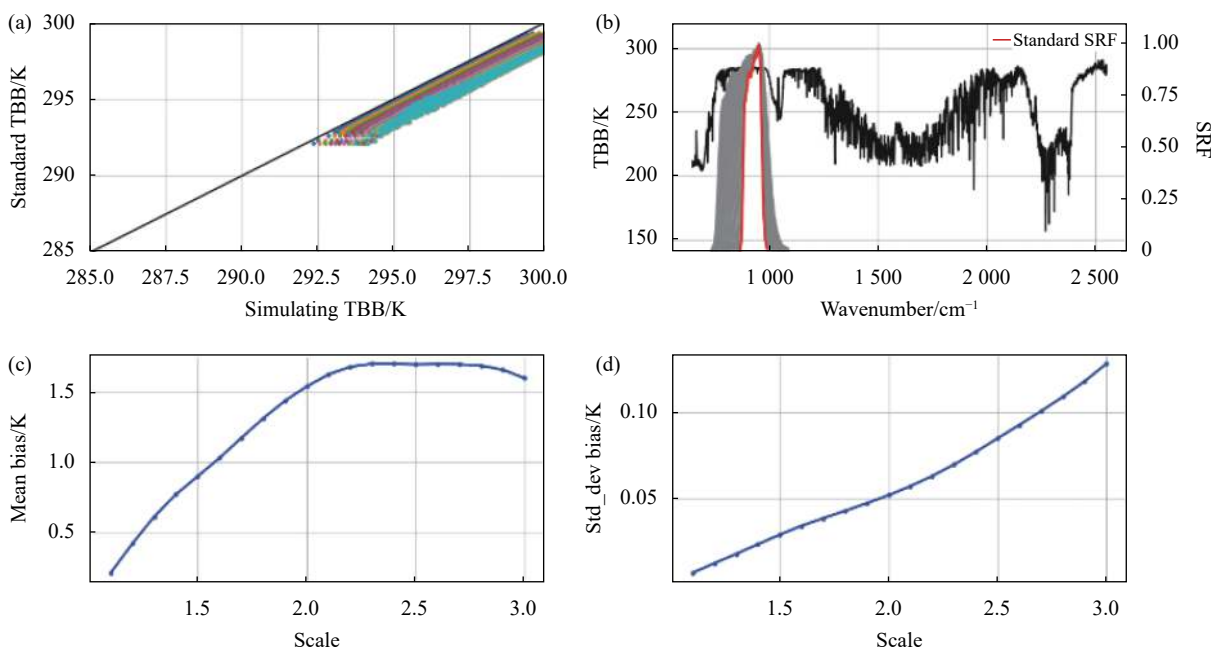 (a)
300
295
290
285
Standard TBB/K
285.0 287.5 290.0 292.5 295.0 297.5 300.0
Simulating TBB/K
(b)
300
250
200
150
TBB/K
Standard SRF
1.00
0.75
0.50
0.25
0
SRF
1 000 1 500 2 000 2 500
Wavenumber/cm⁻¹
(c)
1.5
1.0
0.5
Mean bias/K
1.5 2.0 2.5 3.0
Scale
(d)
0.10
0.05
Std_dev bias/K
1.5 2.0 2.5 3.0
Scale